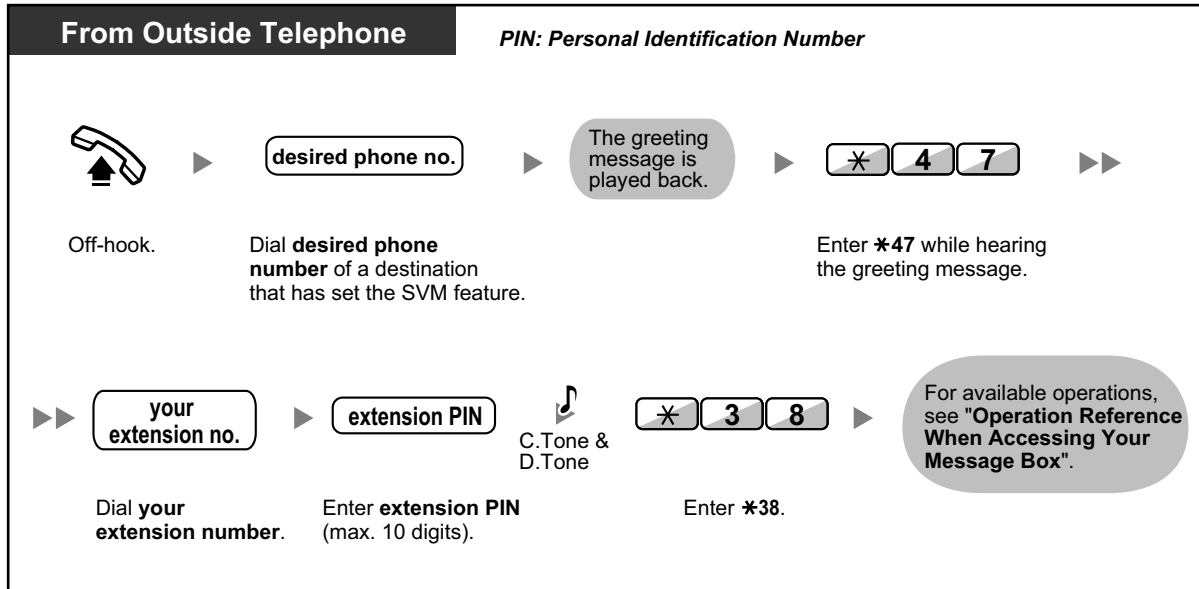 From Outside Telephone
PIN: Personal Identification Number
desired phone no.
The greeting
message is
played back.
* 4 7
Off-hook.
Dial desired phone
number of a destination
that has set the SVM feature.
Enter *47 while hearing
the greeting message.
your
extension no.
extension PIN
C.Tone &
D.Tone
* 3 8
For available operations,
see "Operation Reference
When Accessing Your
Message Box".
Dial your
extension number.
Enter extension PIN
(max. 10 digits).
Enter *38.